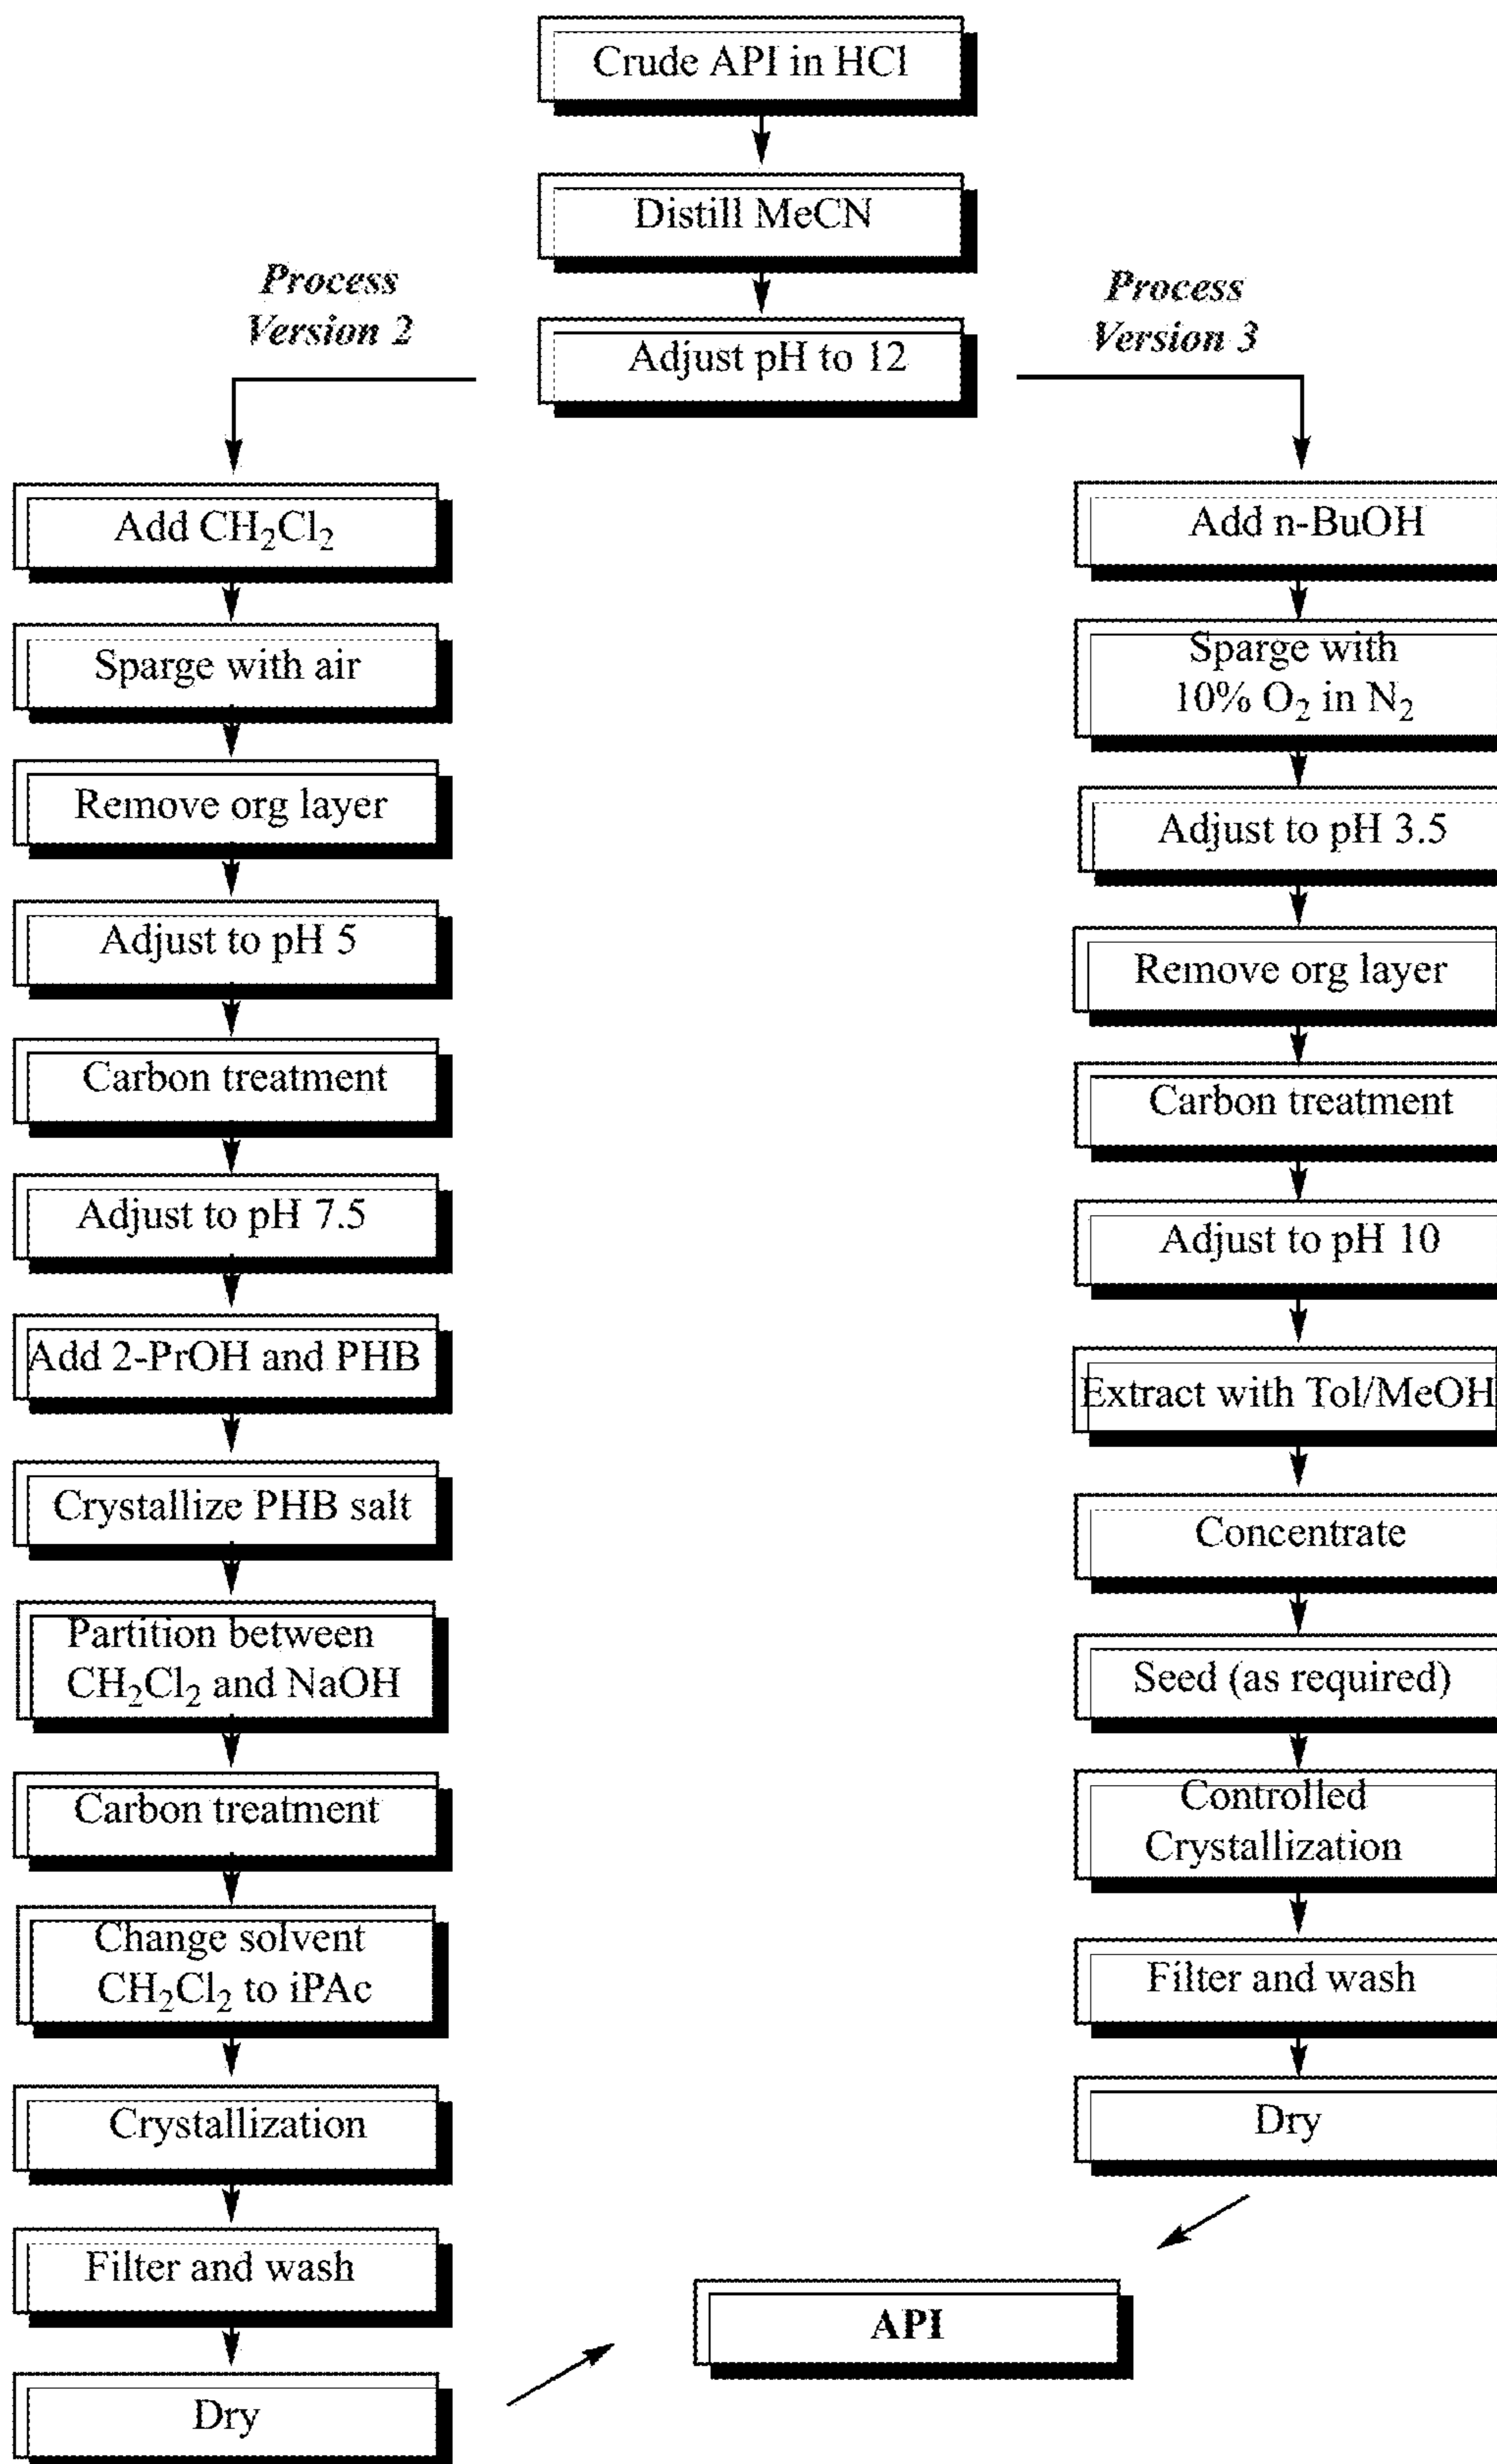 Crude API in HCl
Distill MeCN
Adjust pH to 12
Process
Version 2
Add CH₂Cl₂
Sparge with air
Remove org layer
Adjust to pH 5
Carbon treatment
Adjust to pH 7.5
Add 2-PrOH and PHB
Crystallize PHB salt
Partition between
CH₂Cl₂ and NaOH
Carbon treatment
Change solvent
CH₂Cl₂ to iPAc
Crystallization
Filter and wash
Dry
Process
Version 3
Add n-BuOH
Sparge with
10% O₂ in N₂
Adjust to pH 3.5
Remove org layer
Carbon treatment
Adjust to pH 10
Extract with Tol/MeOH
Concentrate
Seed (as required)
Controlled
Crystallization
Filter and wash
Dry
API